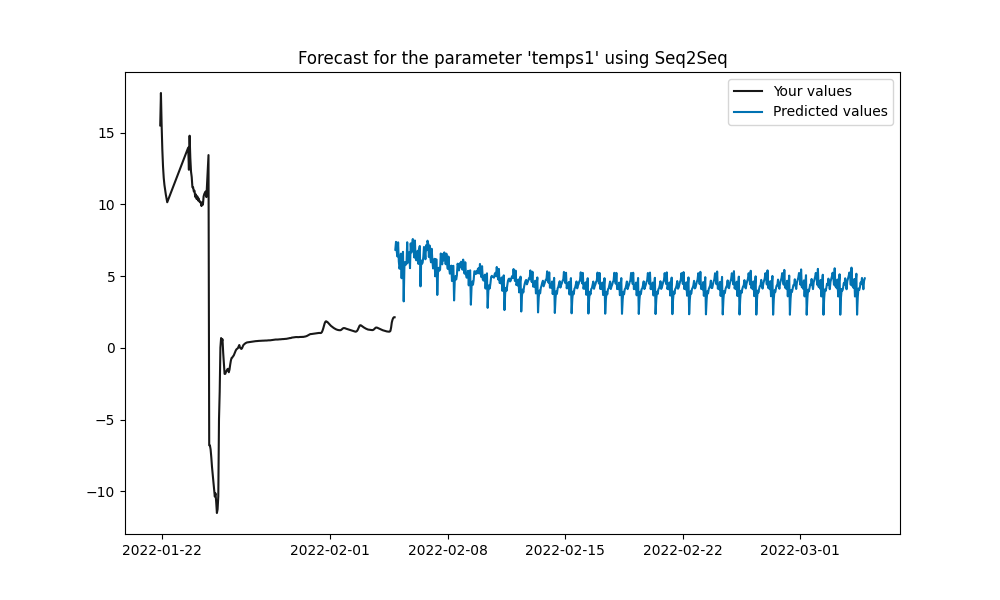 Forecast for the parameter 'temps1' using Seq2Seq
Your values
Predicted values
15
10
5
0
−5
−10
2022-01-22 2022-02-01 2022-02-08 2022-02-15 2022-02-22 2022-03-01